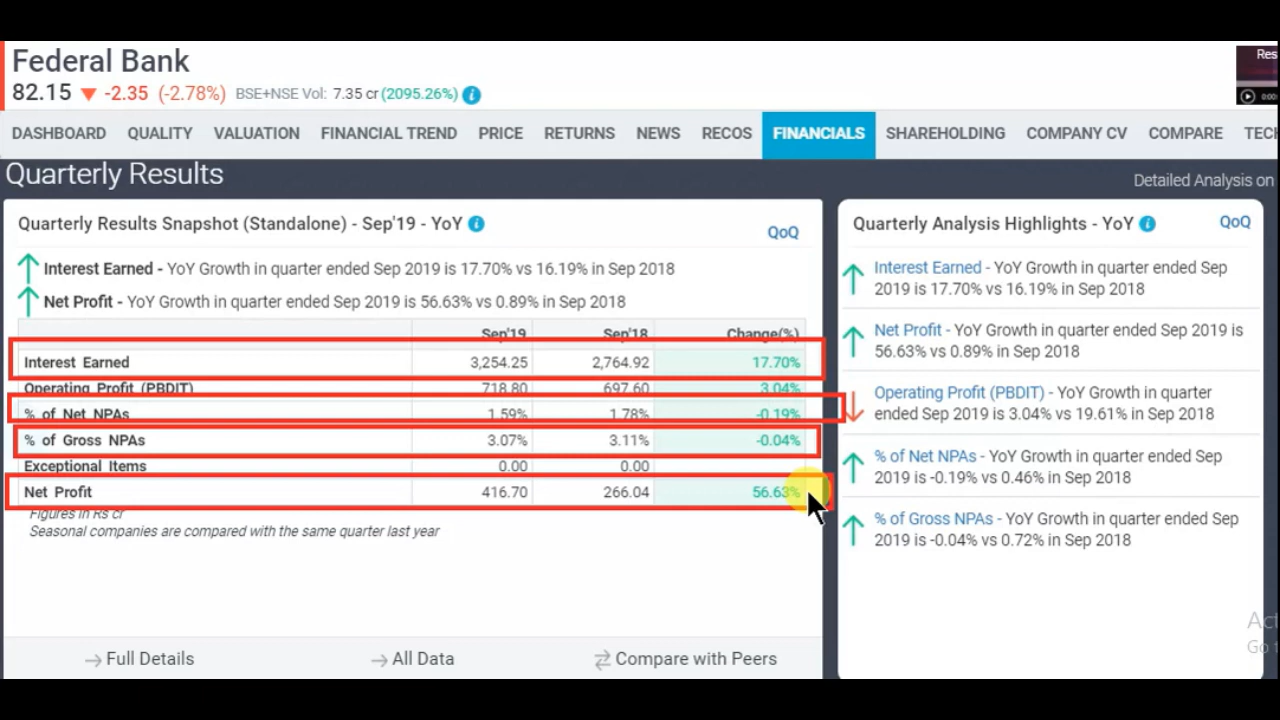 Federal Bank
82.15 ▼ -2.35 (-2.78%) BSE+NSE Vol: 7.35 cr (2095.26%) i
Res
0:00
DASHBOARD QUALITY VALUATION FINANCIAL TREND PRICE RETURNS NEWS RECOS FINANCIALS SHAREHOLDING COMPANY CV COMPARE TECH
Quarterly Results
Detailed Analysis on
Quarterly Results Snapshot (Standalone) - Sep'19 - YoY i
QoQ
Interest Earned - YoY Growth in quarter ended Sep 2019 is 17.70% vs 16.19% in Sep 2018
Net Profit - YoY Growth in quarter ended Sep 2019 is 56.63% vs 0.89% in Sep 2018
Sep'19 Sep'18 Change(%)
Interest Earned 3,254.25 2,764.92 17.70%
Operating Profit (PBDIT) 718.80 697.60 3.04%
% of Net NPAs 1.59% 1.78% -0.19%
% of Gross NPAs 3.07% 3.11% -0.04%
Exceptional Items 0.00 0.00
Net Profit 416.70 266.04 56.63%
Figures in Rs cr
Seasonal companies are compared with the same quarter last year
Full Details All Data Compare with Peers
Quarterly Analysis Highlights - YoY i QoQ
Interest Earned - YoY Growth in quarter ended Sep
2019 is 17.70% vs 16.19% in Sep 2018
Net Profit - YoY Growth in quarter ended Sep 2019 is
56.63% vs 0.89% in Sep 2018
Operating Profit (PBDIT) - YoY Growth in quarter
ended Sep 2019 is 3.04% vs 19.61% in Sep 2018
% of Net NPAs - YoY Growth in quarter ended Sep
2019 is -0.19% vs 0.46% in Sep 2018
% of Gross NPAs - YoY Growth in quarter ended Sep
2019 is -0.04% vs 0.72% in Sep 2018
Act
Go t